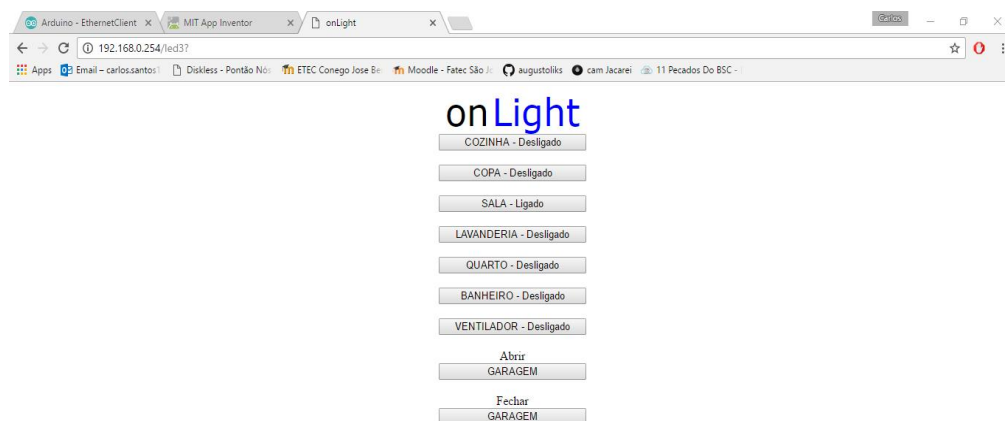 Arduino - EthernetClient
MIT App Inventor
onLight
Carlos
192.168.0.254/led3?
Apps
Email – carlos.santos1
Diskless - Pontão Nós
ETEC Conego Jose Be
Moodle - Fatec São Jo
augustoliks
cam Jacarei
11 Pecados Do BSC -
onLight
COZINHA - Desligado
COPA - Desligado
SALA - Ligado
LAVANDERIA - Desligado
QUARTO - Desligado
BANHEIRO - Desligado
VENTILADOR - Desligado
Abrir
GARAGEM
Fechar
GARAGEM